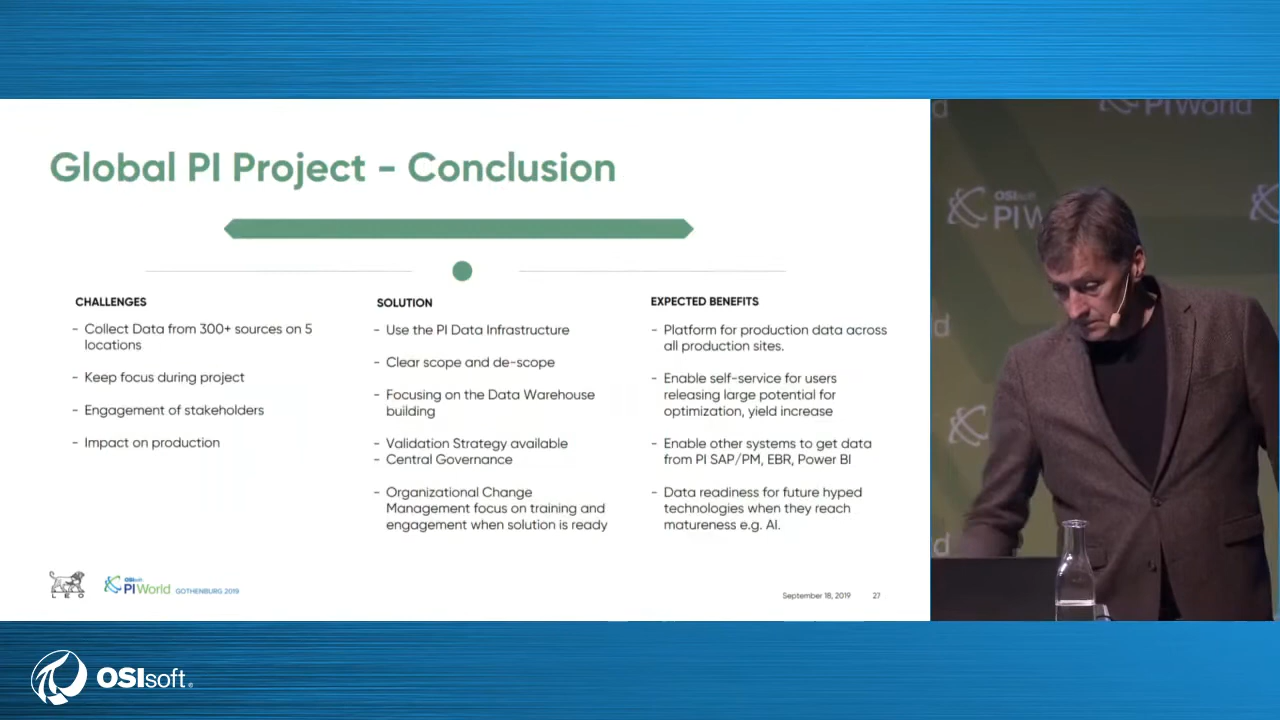 Global PI Project - Conclusion
CHALLENGES
- Collect Data from 300+ sources on 5
locations
- Keep focus during project
- Engagement of stakeholders
- Impact on production
SOLUTION
- Use the PI Data Infrastructure
- Clear scope and de-scope
- Focusing on the Data Warehouse
building
- Validation Strategy available
- Central Governance
- Organizational Change
Management focus on training and
engagement when solution is ready
EXPECTED BENEFITS
- Platform for production data across
all production sites.
- Enable self-service for users
releasing large potential for
optimization, yield increase
- Enable other systems to get data
from PI SAP/PM, EBR, Power BI
- Data readiness for future hyped
technologies when they reach
matureness e.g. AI.
LEO
OSIsoft.
PI World GOTHENBURG 2019
September 18, 2019 27
PI World
OSIsoft
PI W
d
d
d
OSIsoft.